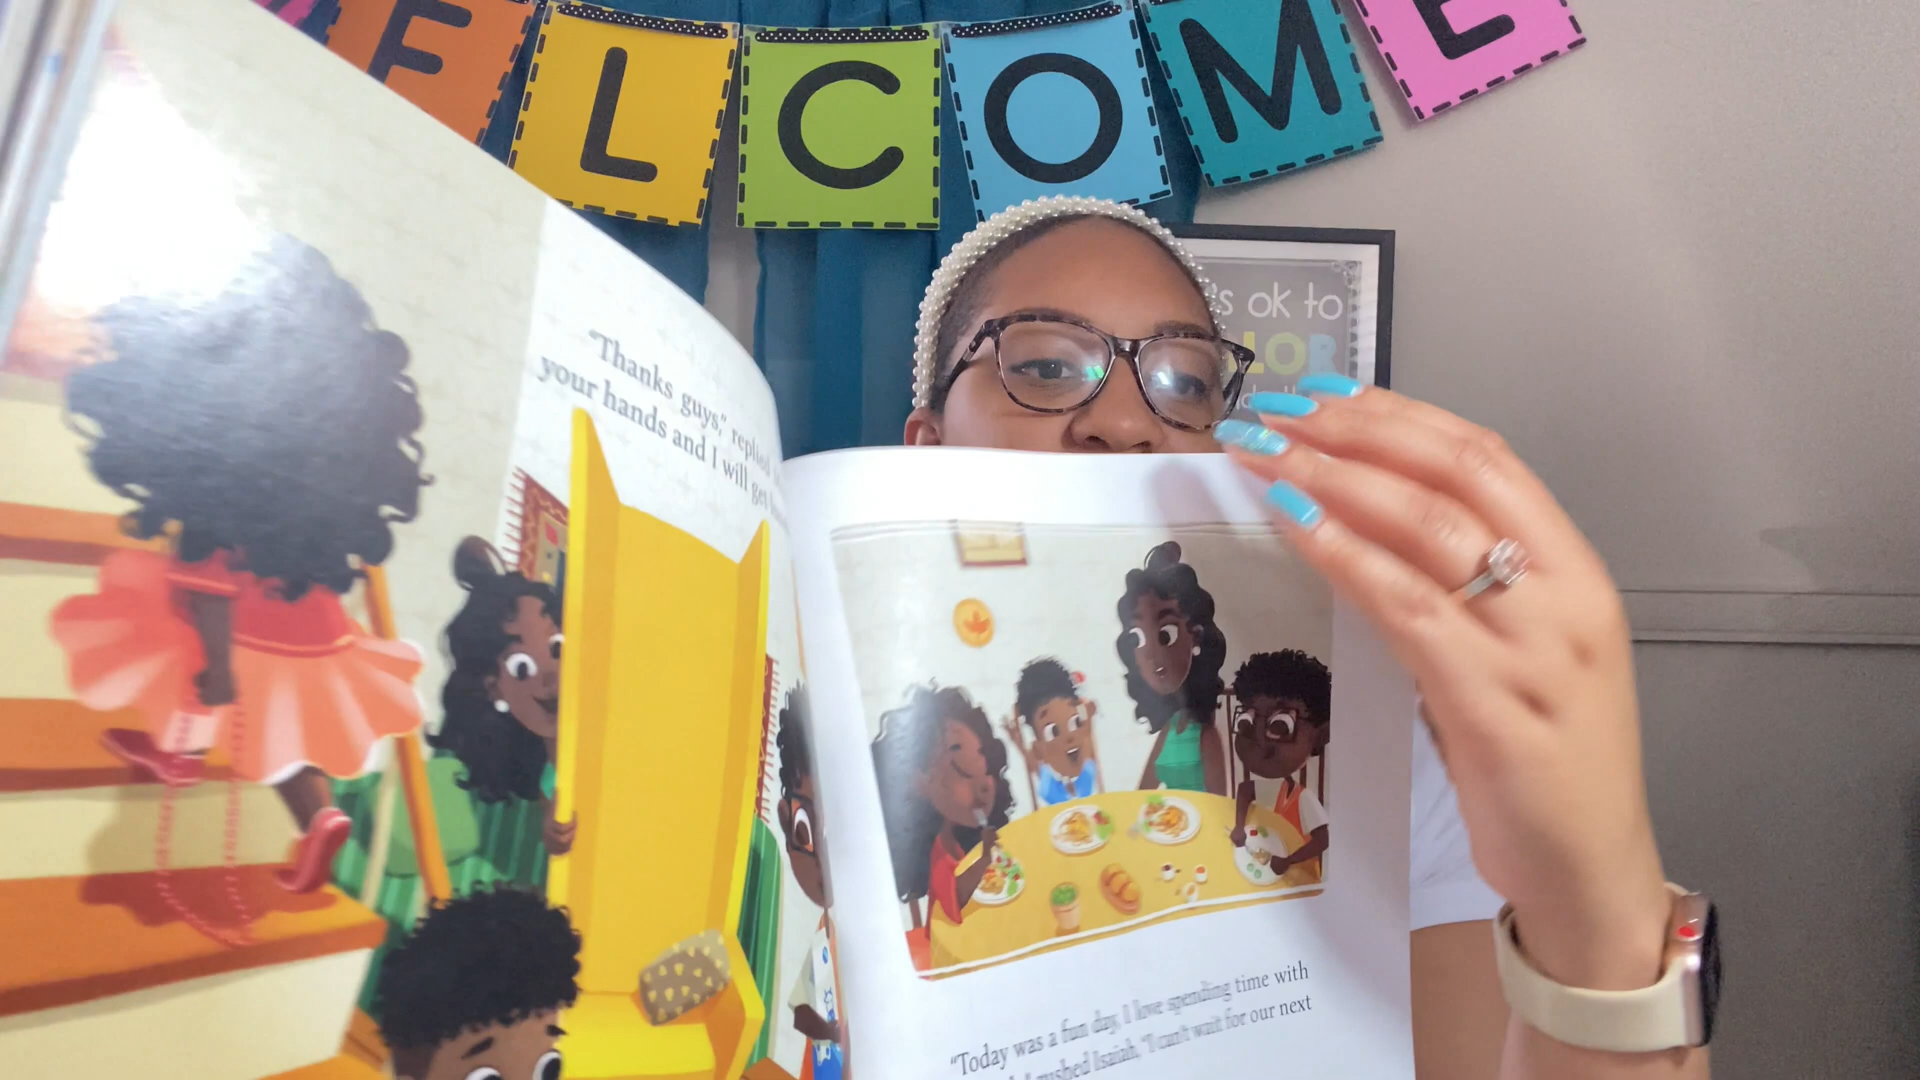 ELCOME
's ok to
LOR
"Thanks guys," replied
your hands and I will get
"Today was a fun day, I love spending time with
gushed Isaiah, "I can't wait for our next